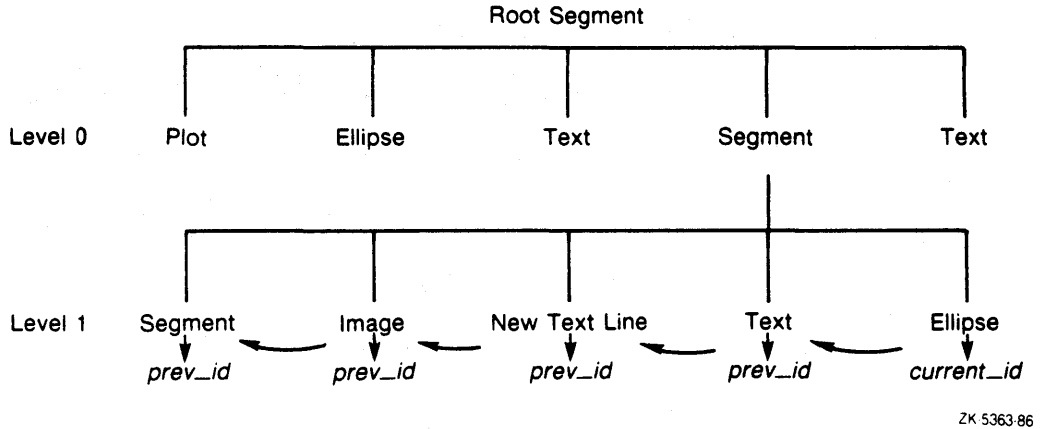 Root Segment
Level 0 Plot Ellipse Text Segment Text
Level 1 Segment Image New Text Line Text Ellipse
prev_id prev_id prev_id prev_id current_id
ZK-5363-86